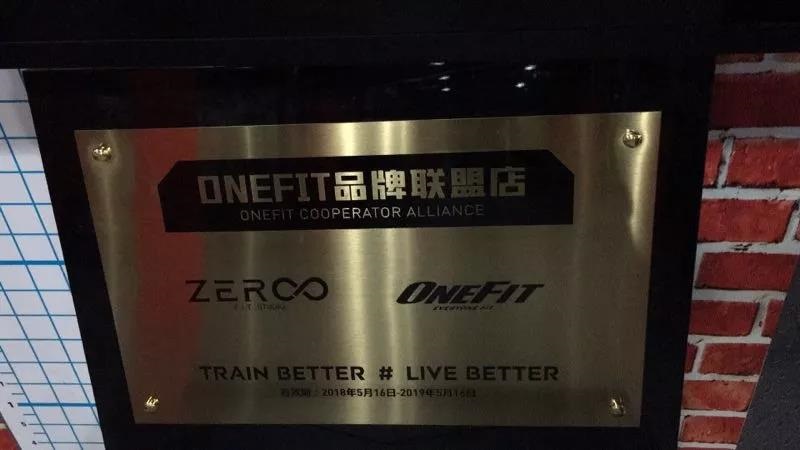 ONEFIT品牌联盟店
ONEFIT COOPERATOR ALLIANCE
ZERO
ONEFIT
TRAIN BETTER # LIVE BETTER
有效期：2018年5月16日-2019年5月16日